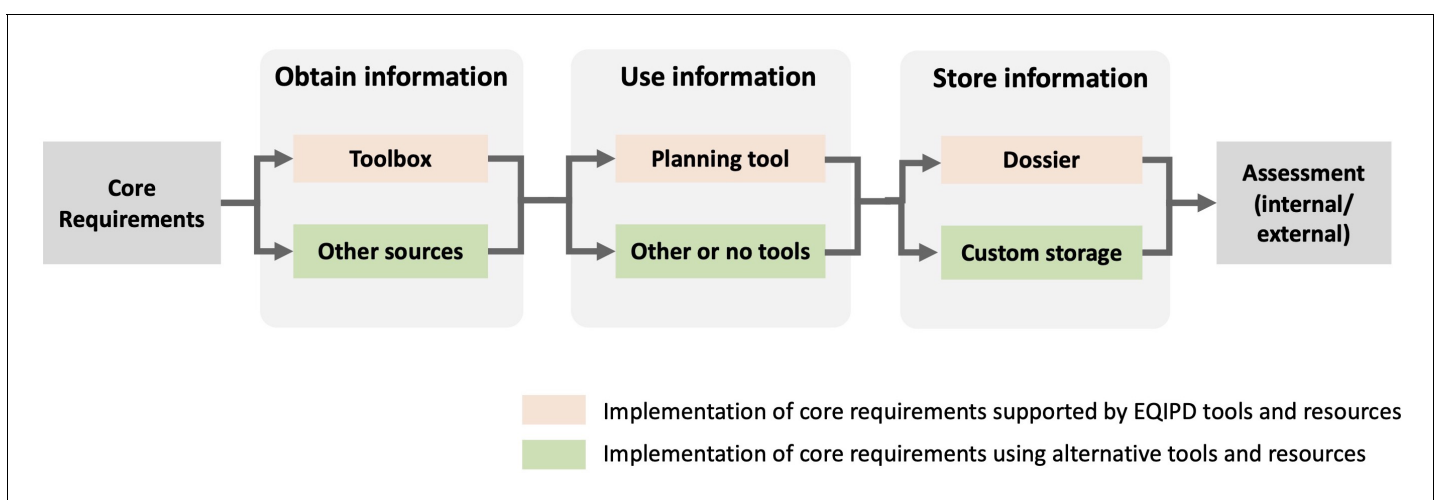 Obtain information
Use information
Store information
Core
Requirements
Toolbox
Other sources
Planning tool
Other or no tools
Dossier
Custom storage
Assessment
(internal/
external)
Implementation of core requirements supported by EQIPD tools and resources
Implementation of core requirements using alternative tools and resources